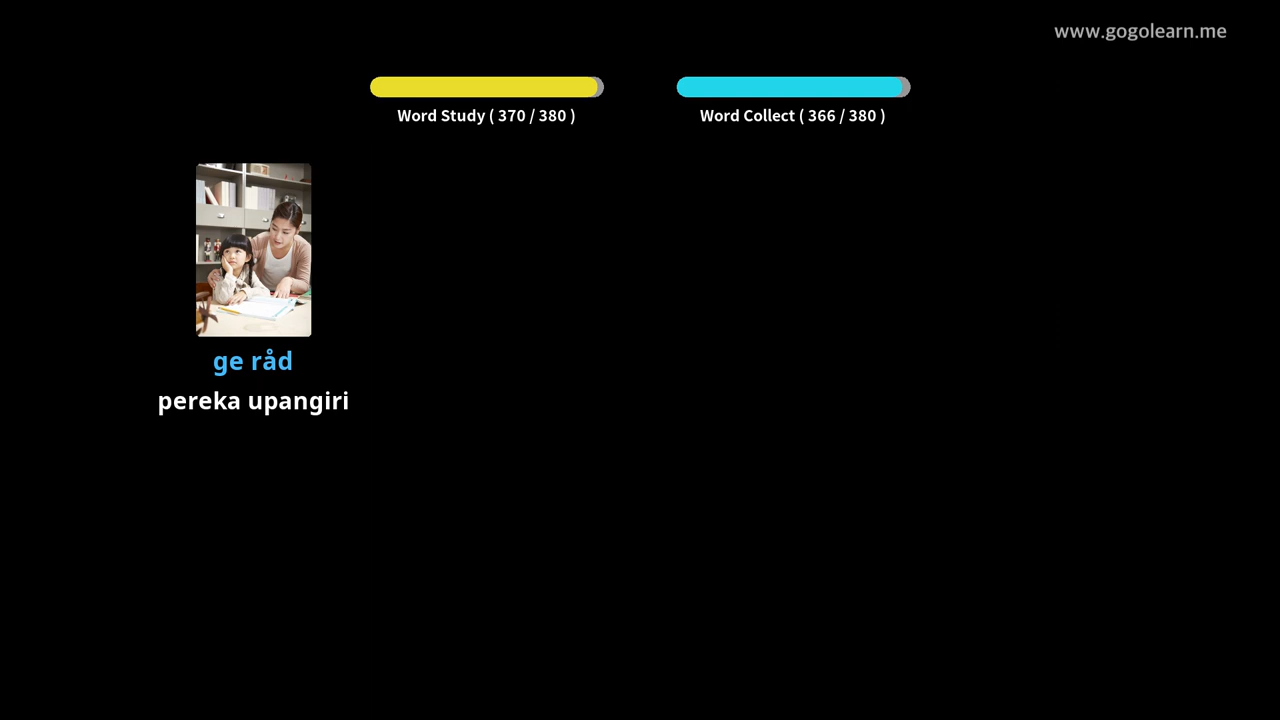 www.gogolearn.me
Word Study ( 370 / 380 )
Word Collect ( 366 / 380 )
ge råd
pereka upangiri